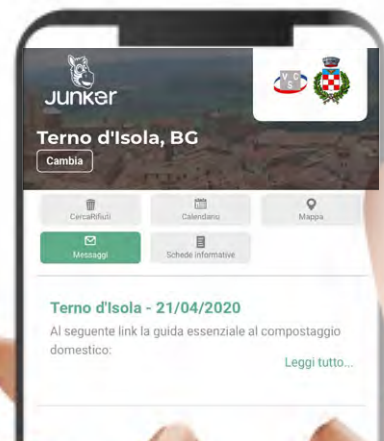 JUNKer
Terno d'Isola, BG
Cambia
CercaRifiuti
Calendario
Mappa
Messaggi
Schede informative
Terno d'Isola - 21/04/2020
Al seguente link la guida essenziale al compostaggio
domestico:
Leggi tutto...